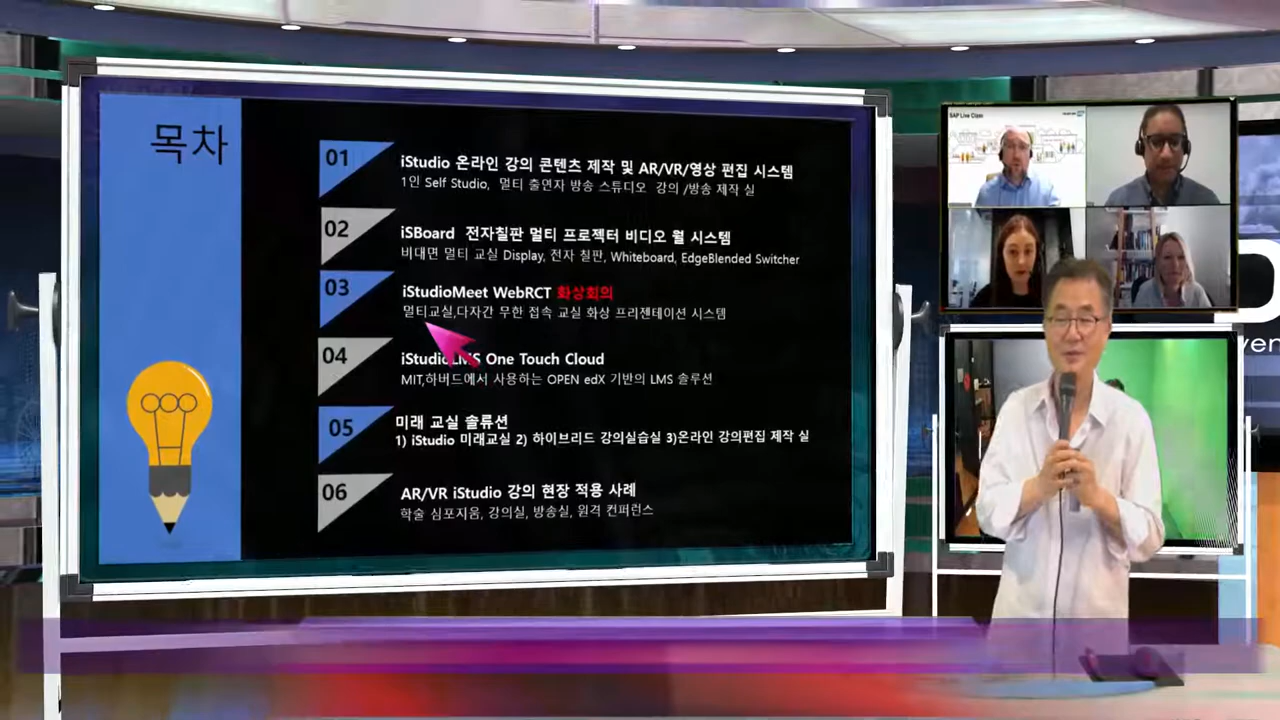 목차
01
iStudio 온라인 강의 콘텐츠 제작 및 AR/VR/영상 편집 시스템
1인 Self Studio, 멀티 출연자 방송 스튜디오 강의 /방송 제작 실
02
iSBoard 전자칠판 멀티 프로젝터 비디오 월 시스템
비대면 멀티 교실 Display, 전자 칠판, Whiteboard, EdgeBlended Switcher
03
iStudioMeet WebRCT 화상회의
멀티교실,다자간 무한 접속 교실 화상 프리젠테이션 시스템
04
iStudioLMS One Touch Cloud
MIT,하버드에서 사용하는 OPEN edX 기반의 LMS 솔루션
05
미래 교실 솔류션
1) iStudio 미래교실 2) 하이브리드 강의실습실 3)온라인 강의편집 제작 실
06
AR/VR iStudio 강의 현장 적용 사례
학술 심포지움, 강의실, 방송실, 원격 컨퍼런스
SAP Live Class
ven